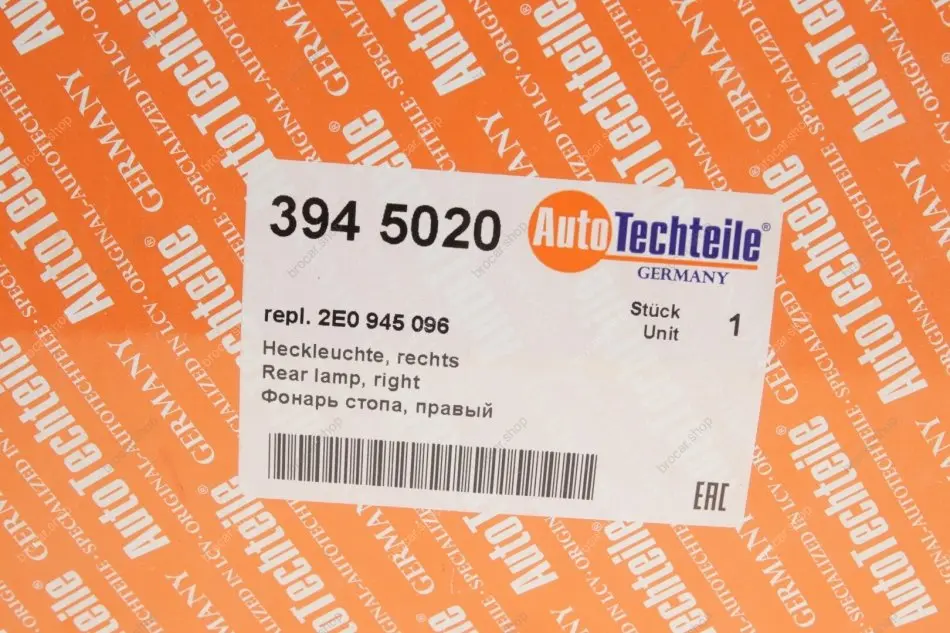 394 5020
AutoTechteile®
GERMANY
repl. 2E0 945 096
Stück
Unit
1
Heckleuchte, rechts
Rear lamp, right
Фонарь стопа, правый
EAC
AutoTechteile®
GERMANY
ORIGINAL-AUTOTECHTEILE · SPECIALIZED IN LCV ·
brocar.shop